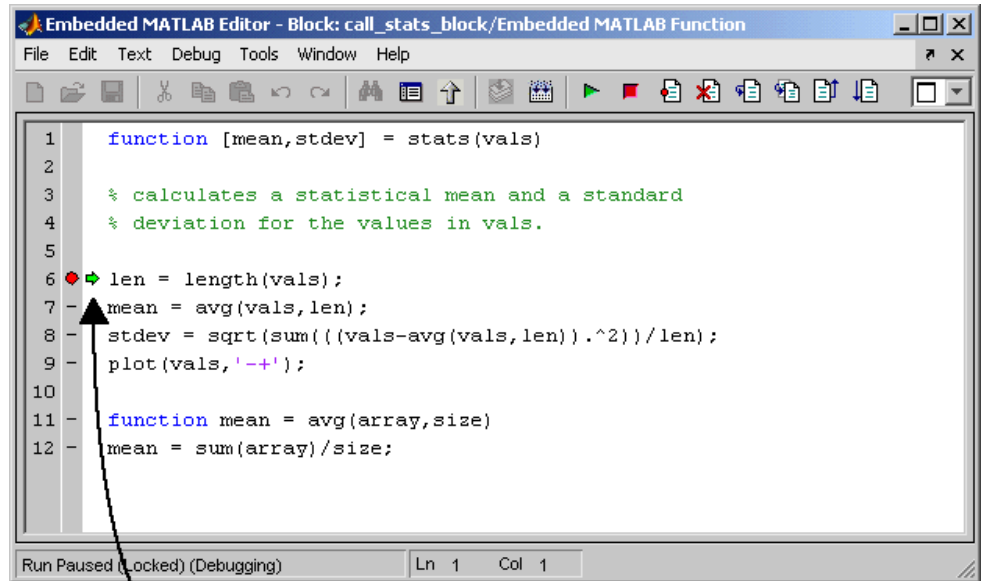 Embedded MATLAB Editor - Block: call_stats_block/Embedded MATLAB Function
File Edit Text Debug Tools Window Help
1 function [mean,stdev] = stats(vals)
2
3 % calculates a statistical mean and a standard
4 % deviation for the values in vals.
5
6 len = length(vals);
7 - mean = avg(vals,len);
8 - stdev = sqrt(sum(((vals-avg(vals,len)).^2))/len);
9 - plot(vals,'-+');
10
11 - function mean = avg(array,size)
12 - mean = sum(array)/size;
Run Paused (Locked) (Debugging) Ln 1 Col 1